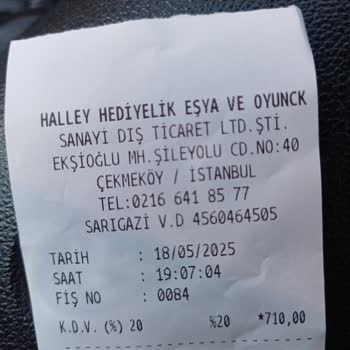 HALLEY HEDİYELİK EŞYA VE OYUNCK
SANAYİ DIŞ TİCARET LTD.ŞTİ.
EKŞİOĞLU MH.ŞİLEYOLU CD.NO:40
ÇEKMEKÖY / İSTANBUL
TEL:0216 641 85 77
SARIGAZİ V.D 4560464505
TARİH : 18/05/2025
SAAT : 19:07:04
FİŞ NO : 0084
K.D.V. (%) 20 %20 *710,00